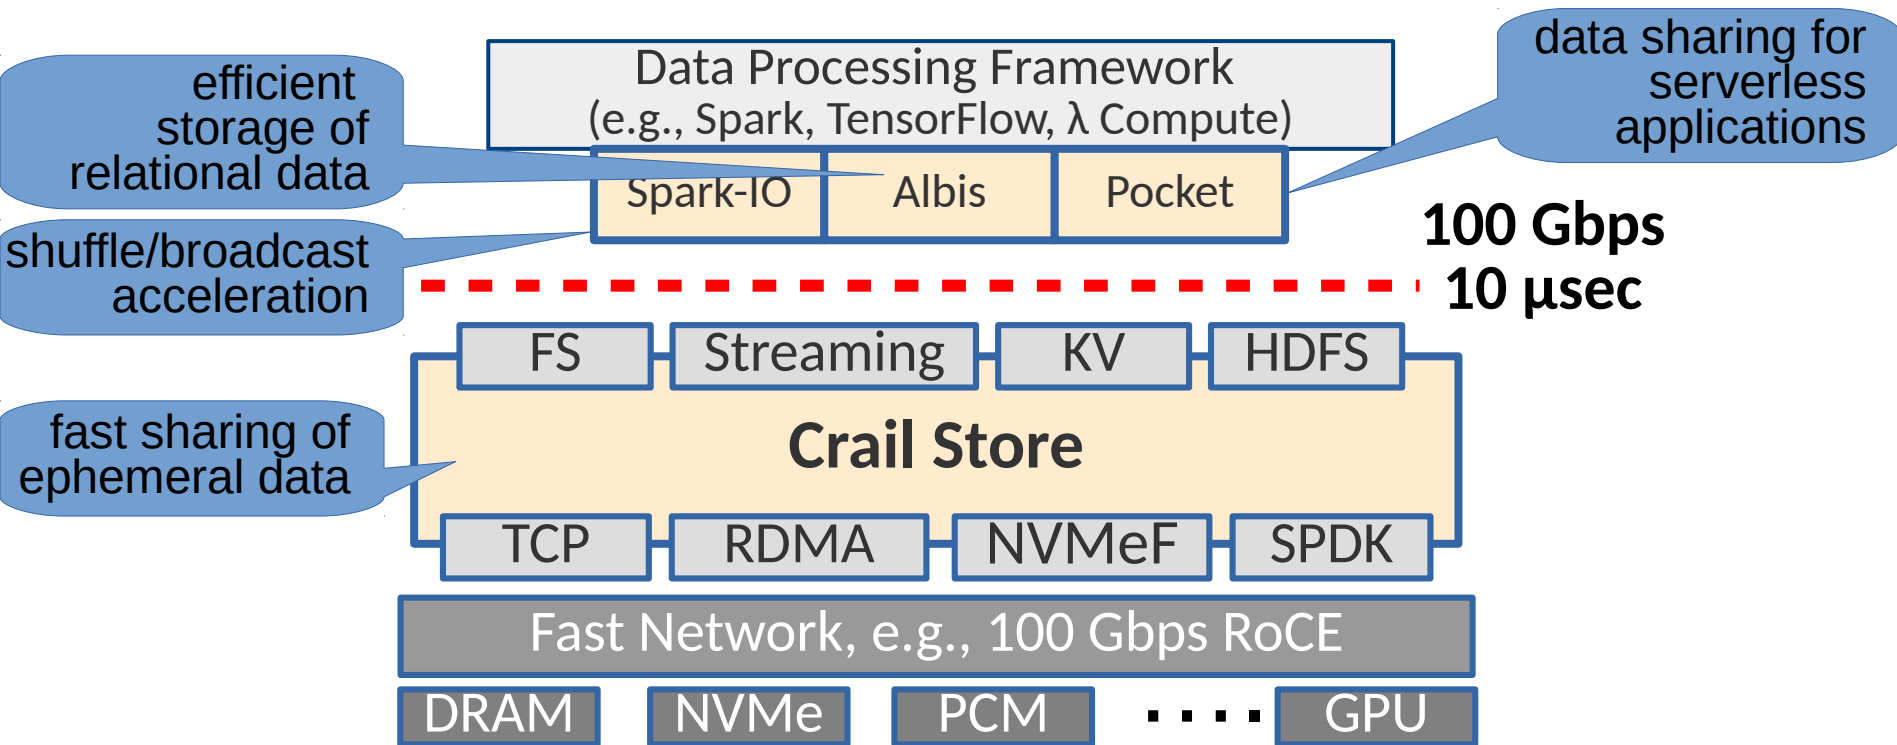 efficient
storage of
relational data
Data Processing Framework
(e.g., Spark, TensorFlow, λ Compute)
data sharing for
serverless
applications
Spark-IO
Albis
Pocket
shuffle/broadcast
acceleration
100 Gbps
10 µsec
FS
Streaming
KV
HDFS
fast sharing of
ephemeral data
Crail Store
TCP
RDMA
NVMeF
SPDK
Fast Network, e.g., 100 Gbps RoCE
DRAM
NVMe
PCM
....
GPU